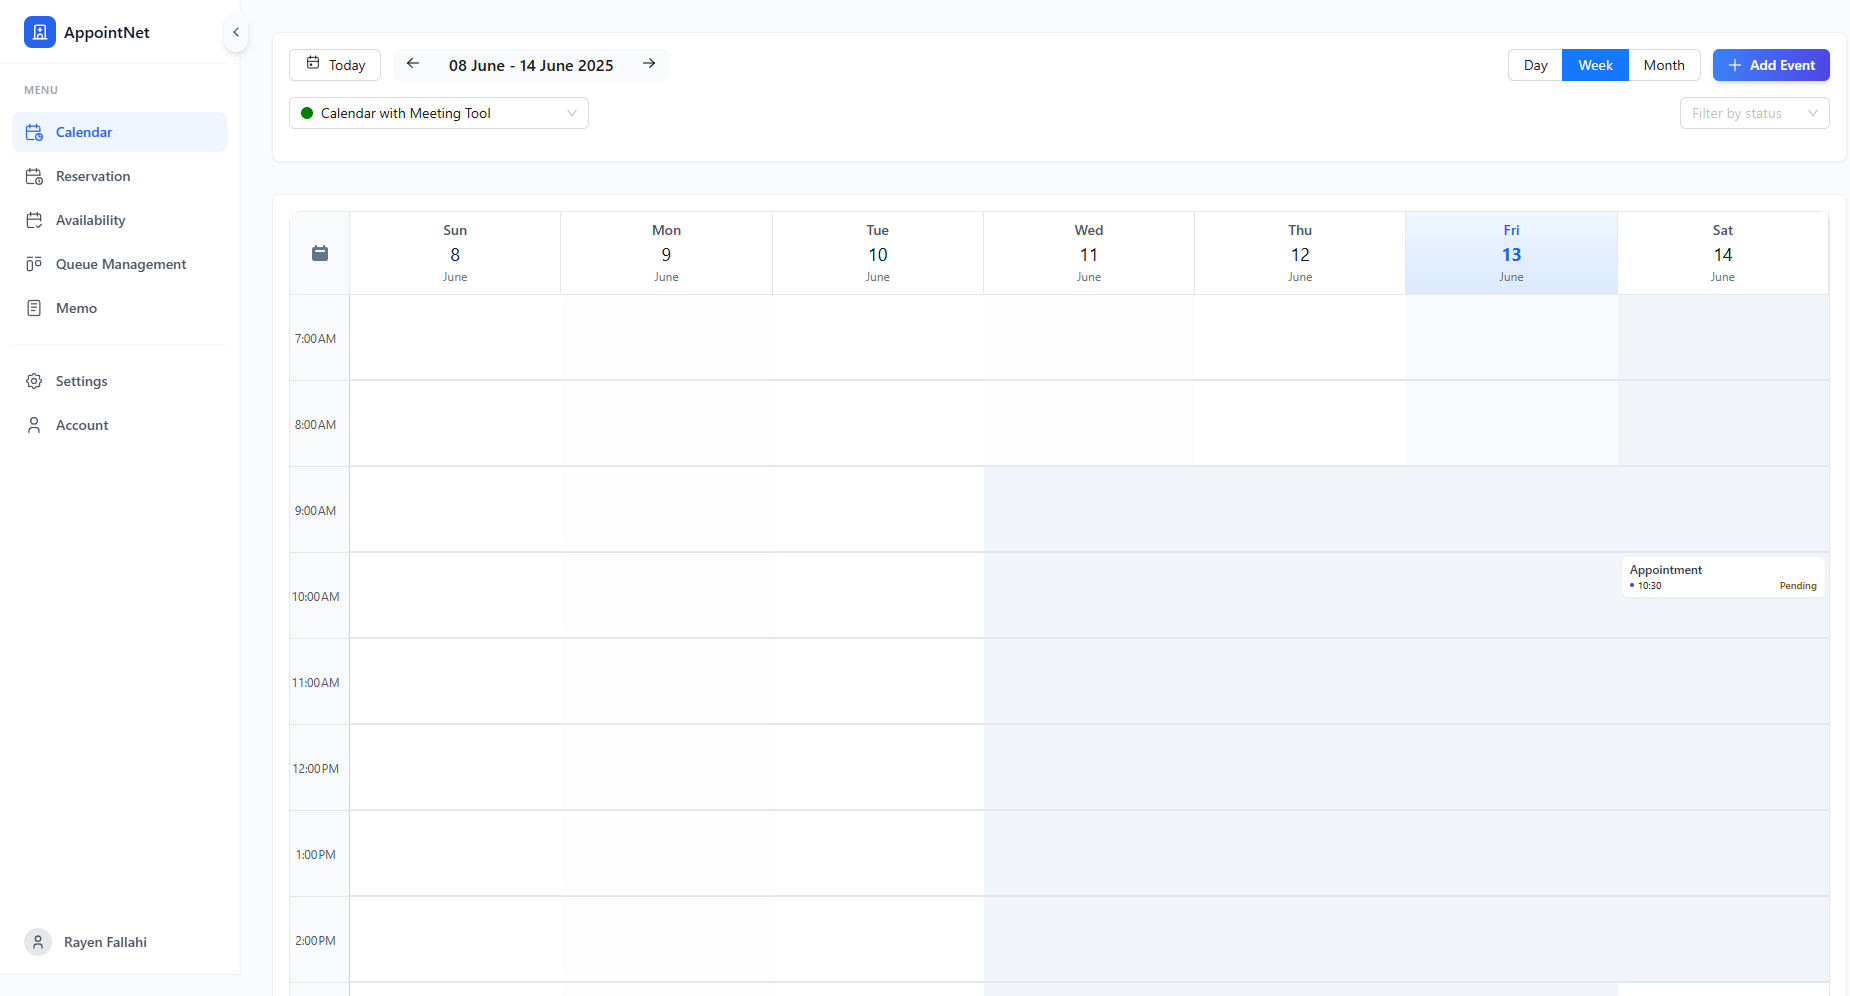 AppointNet
MENU
Calendar
Reservation
Availability
Queue Management
Memo
Settings
Account
Rayen Fallahi
Today
08 June - 14 June 2025
Day
Week
Month
Add Event
Calendar with Meeting Tool
Filter by status
Sun
8
June
Mon
9
June
Tue
10
June
Wed
11
June
Thu
12
June
Fri
13
June
Sat
14
June
7:00AM
8:00AM
9:00AM
10:00AM
Appointment
10:30 Pending
11:00AM
12:00PM
1:00PM
2:00PM